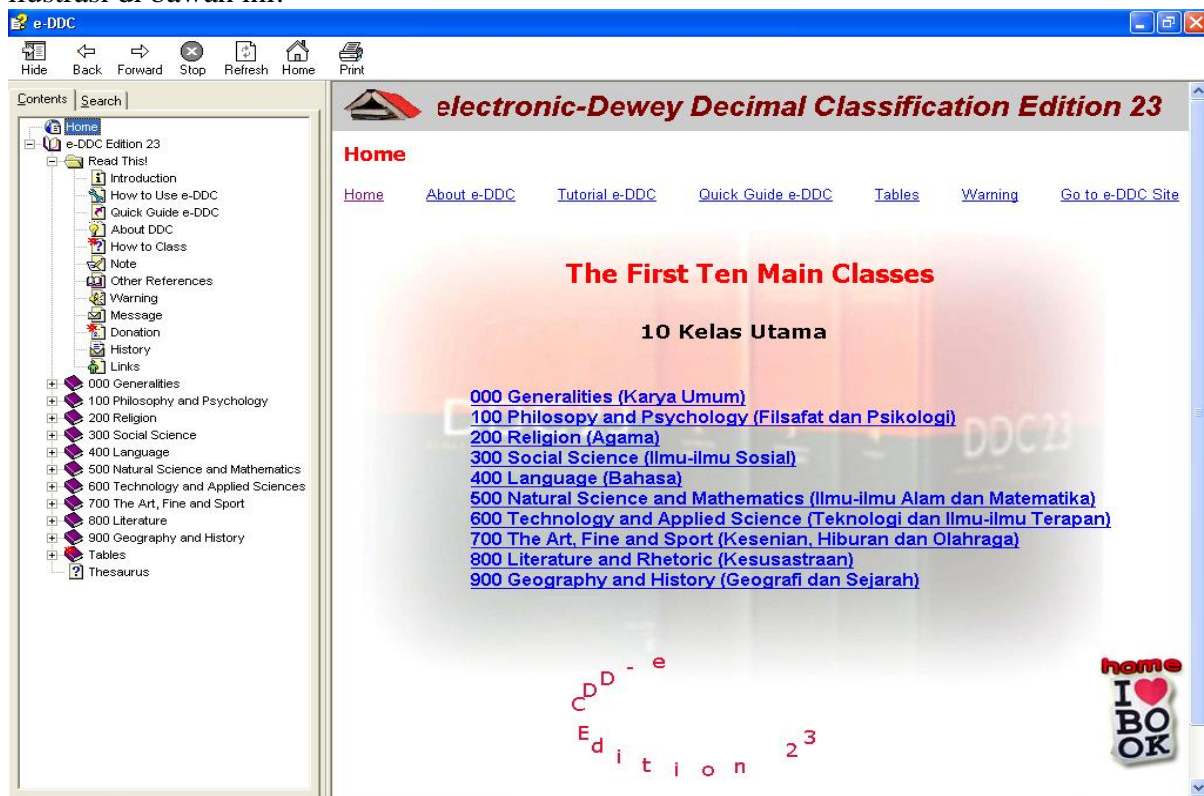 ilustrasi di bawah ini:
e-DDC
Hide Back Forward Stop Refresh Home Print
Contents Search
Home
e-DDC Edition 23
Read This!
Introduction
How to Use e-DDC
Quick Guide e-DDC
About DDC
How to Class
Note
Other References
Warning
Message
Donation
History
Links
000 Generalities
100 Philosophy and Psychology
200 Religion
300 Social Science
400 Language
500 Natural Science and Mathematics
600 Technology and Applied Sciences
700 The Art, Fine and Sport
800 Literature
900 Geography and History
Tables
Thesaurus
electronic-Dewey Decimal Classification Edition 23
Home
Home About e-DDC Tutorial e-DDC Quick Guide e-DDC Tables Warning Go to e-DDC Site
The First Ten Main Classes
10 Kelas Utama
000 Generalities (Karya Umum)
100 Philosopy and Psychology (Filsafat dan Psikologi)
200 Religion (Agama)
300 Social Science (Ilmu-ilmu Sosial)
400 Language (Bahasa)
500 Natural Science and Mathematics (Ilmu-ilmu Alam dan Matematika)
600 Technology and Applied Science (Teknologi dan Ilmu-ilmu Terapan)
700 The Art, Fine and Sport (Kesenian, Hiburan dan Olahraga)
800 Literature and Rhetoric (Kesusastraan)
900 Geography and History (Geografi dan Sejarah)
DDC 23
DDC 23
e-DDC Edition 23
home
I
BO
OK